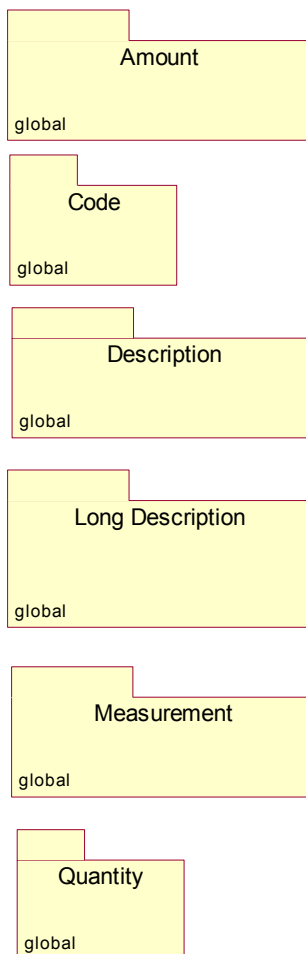 Amount
global
Code
global
Description
global
Long Description
global
Measurement
global
Quantity
global